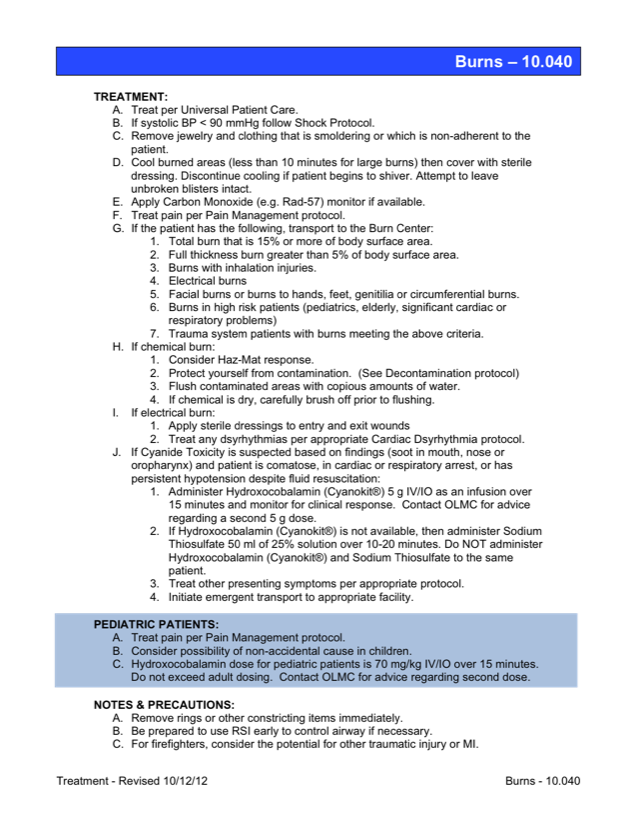 Burns – 10.040
TREATMENT:
A. Treat per Universal Patient Care.
B. If systolic BP < 90 mmHg follow Shock Protocol.
C. Remove jewelry and clothing that is smoldering or which is non-adherent to the
patient.
D. Cool burned areas (less than 10 minutes for large burns) then cover with sterile
dressing. Discontinue cooling if patient begins to shiver. Attempt to leave
unbroken blisters intact.
E. Apply Carbon Monoxide (e.g. Rad-57) monitor if available.
F. Treat pain per Pain Management protocol.
G. If the patient has the following, transport to the Burn Center:
1. Total burn that is 15% or more of body surface area.
2. Full thickness burn greater than 5% of body surface area.
3. Burns with inhalation injuries.
4. Electrical burns
5. Facial burns or burns to hands, feet, genitilia or circumferential burns.
6. Burns in high risk patients (pediatrics, elderly, significant cardiac or
respiratory problems)
7. Trauma system patients with burns meeting the above criteria.
H. If chemical burn:
1. Consider Haz-Mat response.
2. Protect yourself from contamination. (See Decontamination protocol)
3. Flush contaminated areas with copious amounts of water.
4. If chemical is dry, carefully brush off prior to flushing.
I. If electrical burn:
1. Apply sterile dressings to entry and exit wounds
2. Treat any dsyrhythmias per appropriate Cardiac Dsyrhythmia protocol.
J. If Cyanide Toxicity is suspected based on findings (soot in mouth, nose or
oropharynx) and patient is comatose, in cardiac or respiratory arrest, or has
persistent hypotension despite fluid resuscitation:
1. Administer Hydroxocobalamin (Cyanokit®) 5 g IV/IO as an infusion over
15 minutes and monitor for clinical response. Contact OLMC for advice
regarding a second 5 g dose.
2. If Hydroxocobalamin (Cyanokit®) is not available, then administer Sodium
Thiosulfate 50 ml of 25% solution over 10-20 minutes. Do NOT administer
Hydroxocobalamin (Cyanokit®) and Sodium Thiosulfate to the same
patient.
3. Treat other presenting symptoms per appropriate protocol.
4. Initiate emergent transport to appropriate facility.
PEDIATRIC PATIENTS:
A. Treat pain per Pain Management protocol.
B. Consider possibility of non-accidental cause in children.
C. Hydroxocobalamin dose for pediatric patients is 70 mg/kg IV/IO over 15 minutes.
Do not exceed adult dosing. Contact OLMC for advice regarding second dose.
NOTES & PRECAUTIONS:
A. Remove rings or other constricting items immediately.
B. Be prepared to use RSI early to control airway if necessary.
C. For firefighters, consider the potential for other traumatic injury or MI.
Treatment - Revised 10/12/12
Burns - 10.040